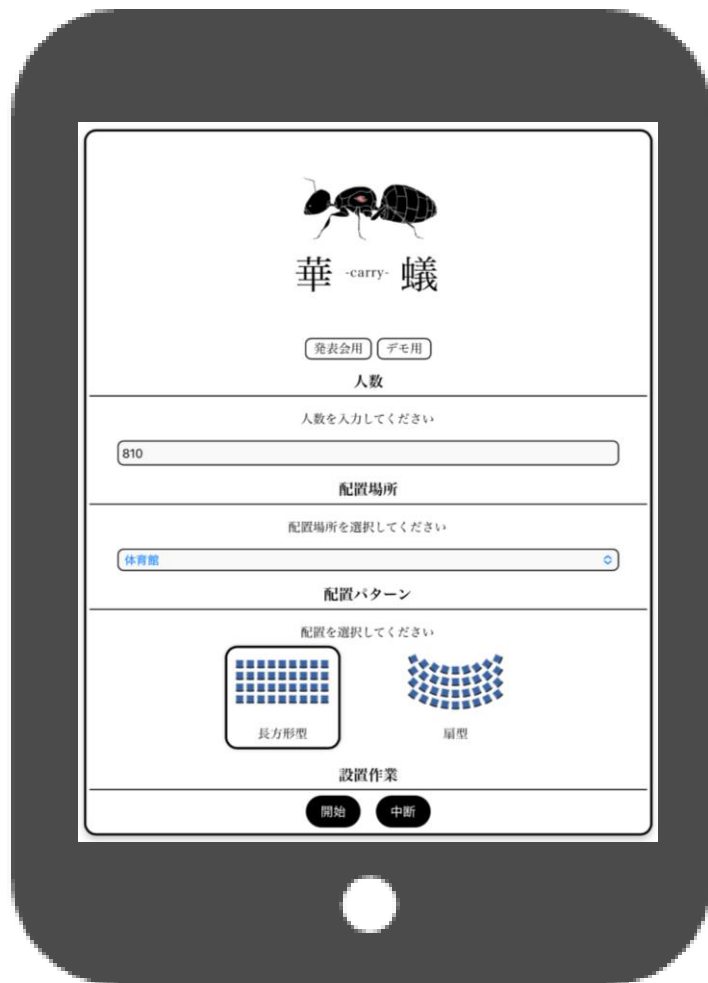 華 -carry- 蟻
発表会用 デモ用
人数
人数を入力してください
810
配置場所
配置場所を選択してください
体育館
配置パターン
配置を選択してください
長方形型 扇型
設置作業
開始 中断